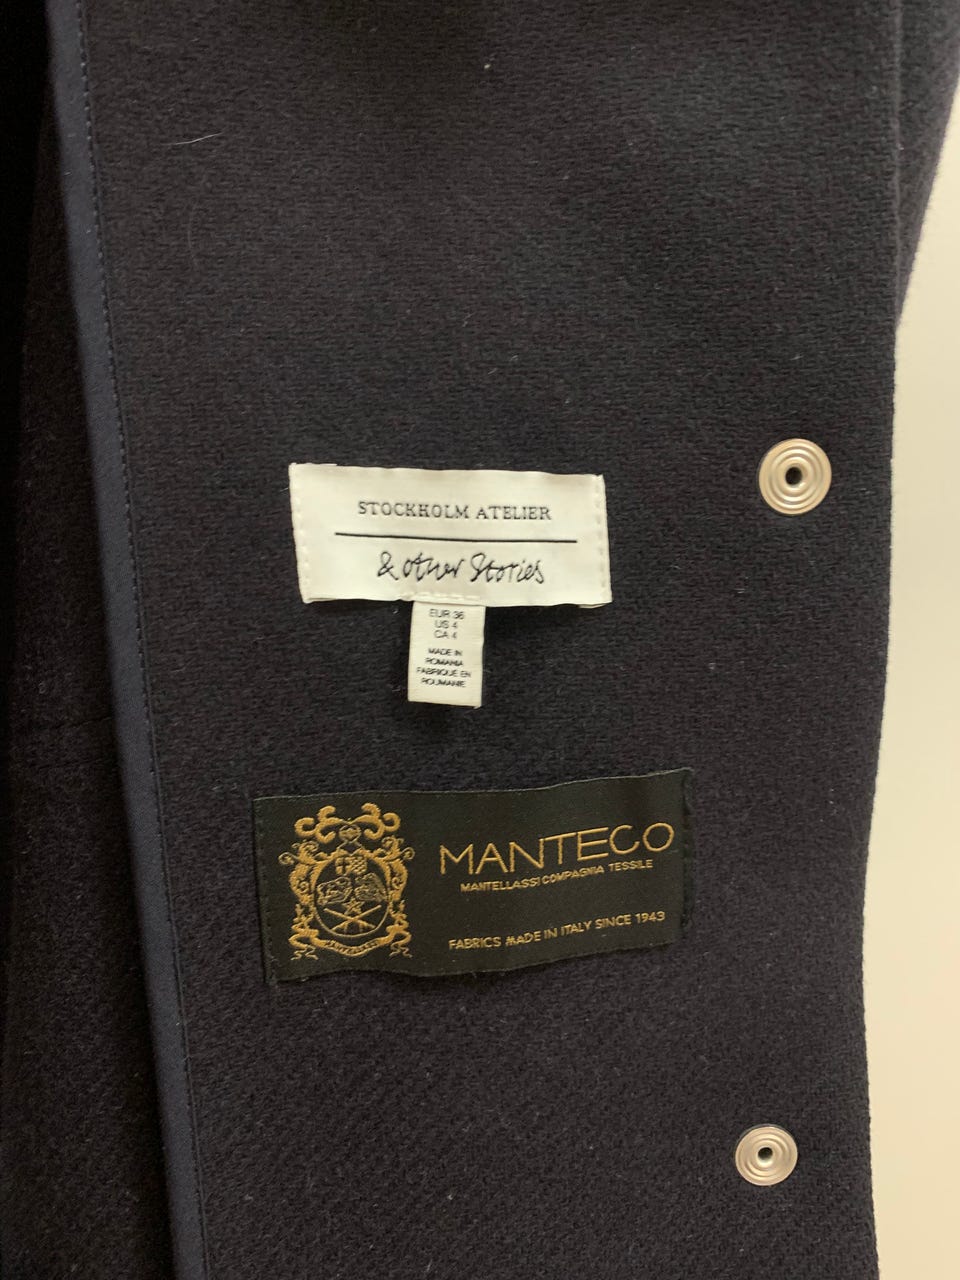 STOCKHOLM ATELIER
& Other Stories
EUR 36
US 4
CA 4
MADE IN
ROMANIA
FABRIQUE EN
ROUMANIE
MANTECO
MANTELLASSI COMPAGNIA TESSILE
FABRICS MADE IN ITALY SINCE 1943